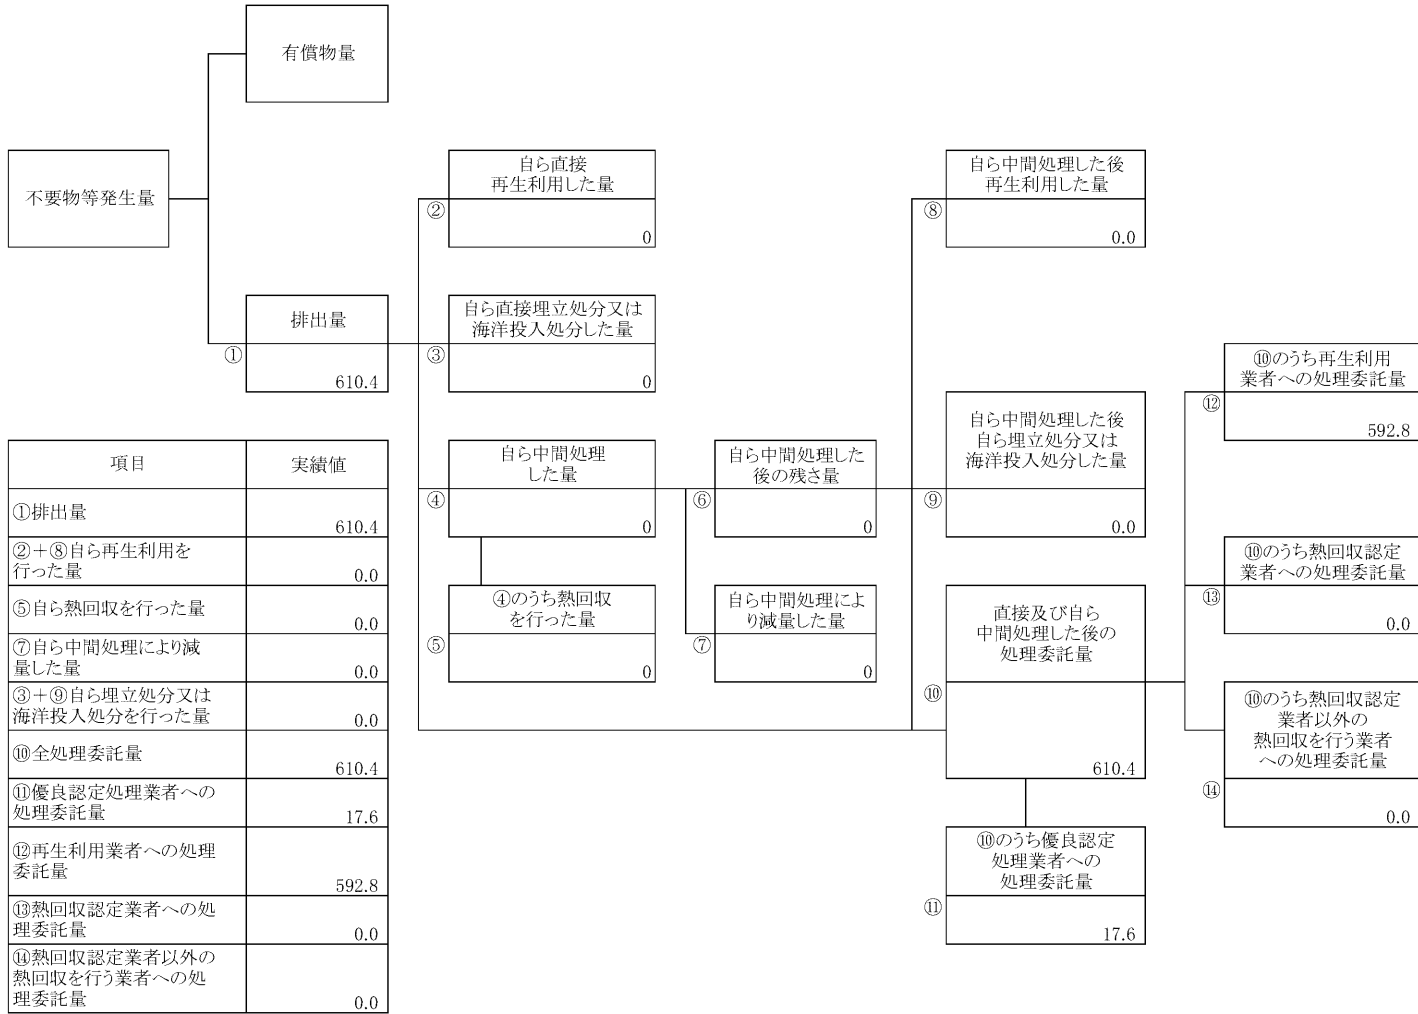 有償物量
不要物等発生量
排出量
①
610.4
自ら直接
再生利用した量
②
0
自ら直接埋立処分又は
海洋投入処分した量
③
0
自ら中間処理
した量
④
0
④のうち熱回収
を行った量
⑤
0
自ら中間処理した
後の残さ量
⑥
0
自ら中間処理によ
り減量した量
⑦
0
自ら中間処理した後
再生利用した量
⑧
0.0
自ら中間処理した後
自ら埋立処分又は
海洋投入処分した量
⑨
0.0
直接及び自ら
中間処理した後の
処理委託量
⑩
610.4
⑩のうち優良認定
処理業者への
処理委託量
⑪
17.6
⑩のうち再生利用
業者への処理委託量
⑫
592.8
⑩のうち熱回収認定
業者への処理委託量
⑬
0.0
⑩のうち熱回収認定
業者以外の
熱回収を行う業者
への処理委託量
⑭
0.0
項目 実績値
①排出量
610.4
②＋⑧自ら再生利用を
行った量
0.0
⑤自ら熱回収を行った量
0.0
⑦自ら中間処理により減
量した量
0.0
③＋⑨自ら埋立処分又は
海洋投入処分を行った量
0.0
⑩全処理委託量
610.4
⑪優良認定処理業者への
処理委託量
17.6
⑫再生利用業者への処理
委託量
592.8
⑬熱回収認定業者への処
理委託量
0.0
⑭熱回収認定業者以外の
熱回収を行う業者への処
理委託量
0.0